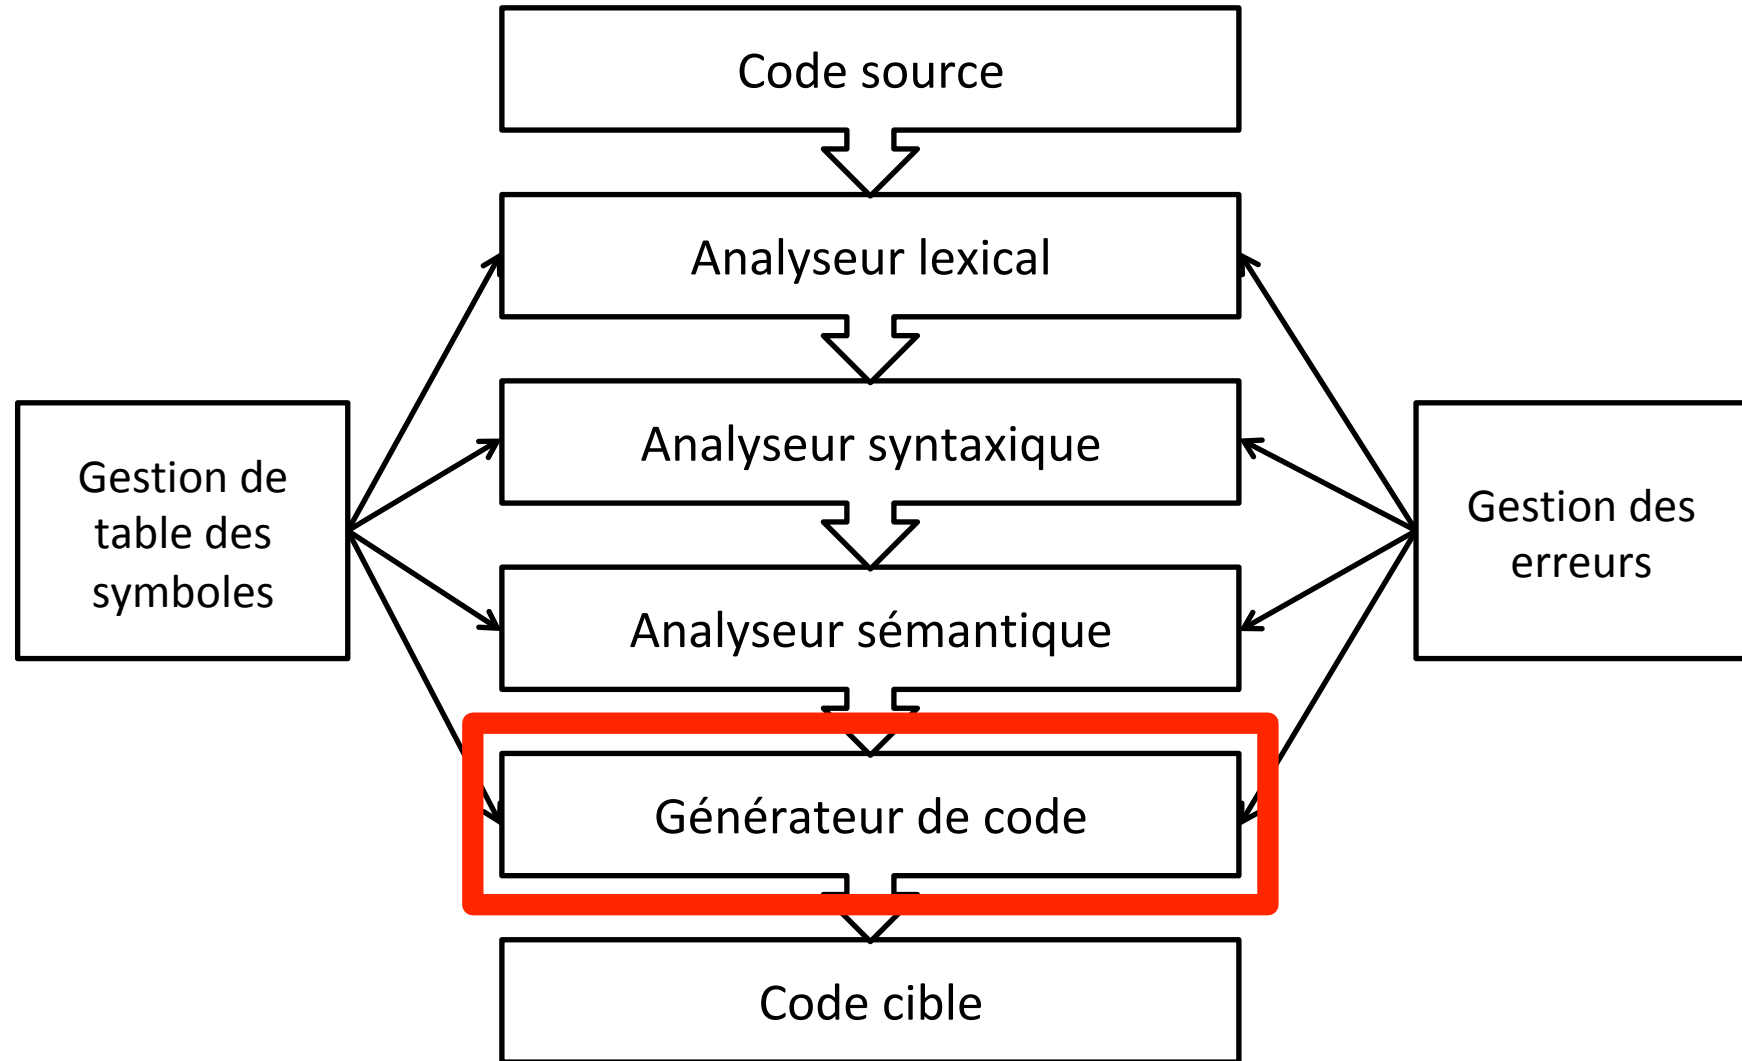 Code source
Analyseur lexical
Analyseur syntaxique
Gestion de
table des
symboles
Gestion des
erreurs
Analyseur sémantique
Générateur de code
Code cible